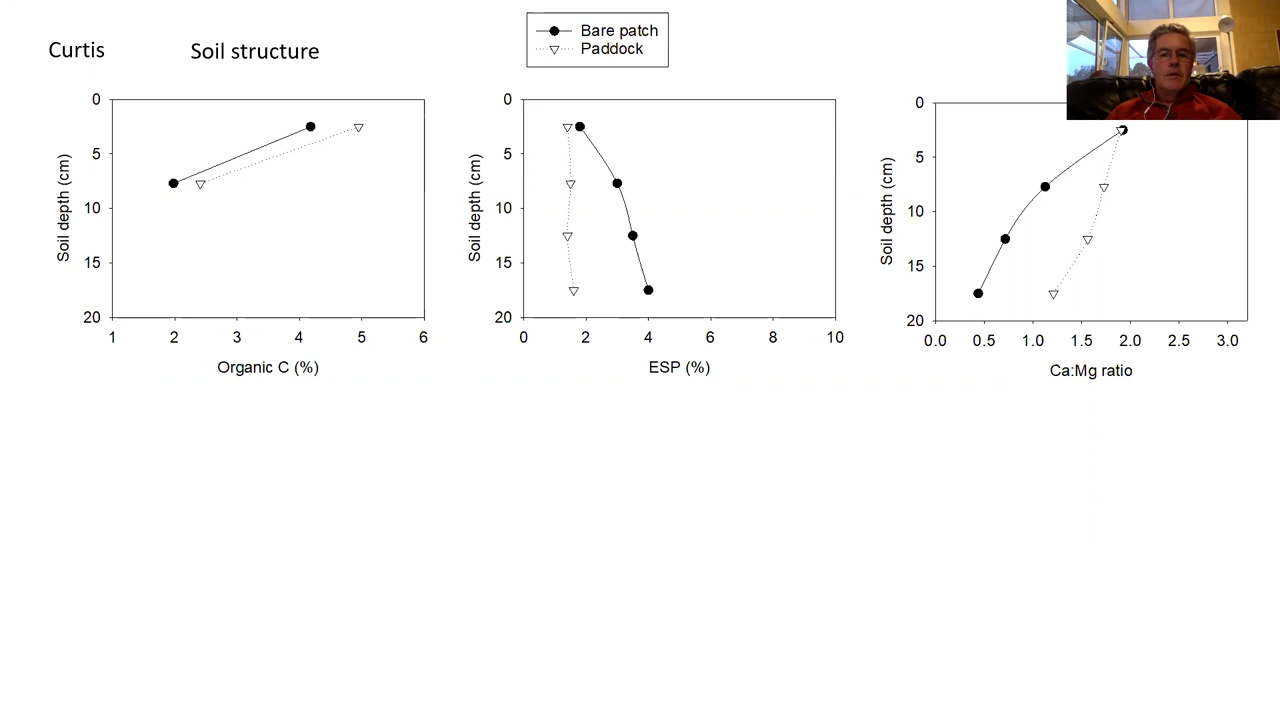 Curtis
Soil structure
Bare patch
Paddock
0
5
10
15
20
Soil depth (cm)
1 2 3 4 5 6
Organic C (%)
0
5
10
15
20
Soil depth (cm)
0 2 4 6 8 10
ESP (%)
0
5
10
15
20
Soil depth (cm)
0.0 0.5 1.0 1.5 2.0 2.5 3.0
Ca:Mg ratio